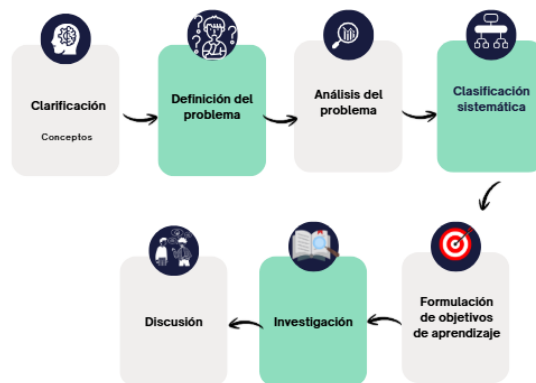 Clarificación
Conceptos
Definición del
problema
Análisis del
problema
Clasificación
sistemática
Formulación
de objetivos
de aprendizaje
Investigación
Discusión